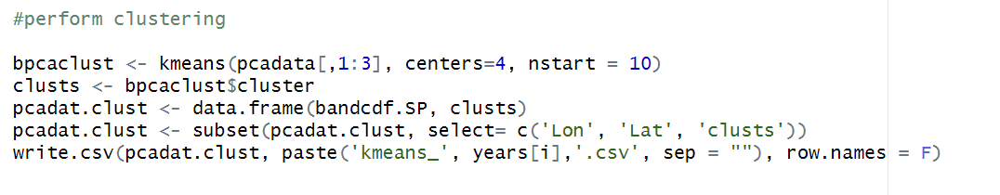 #perform clustering
bpcaclust <- kmeans(pcadata[,1:3], centers=4, nstart = 10)
clusts <- bpcaclust$cluster
pcadat.clust <- data.frame(bandcdf.SP, clusts)
pcadat.clust <- subset(pcadat.clust, select= c('Lon', 'Lat', 'clusts'))
write.csv(pcadat.clust, paste('kmeans_', years[i],'.csv', sep = ""), row.names = F)